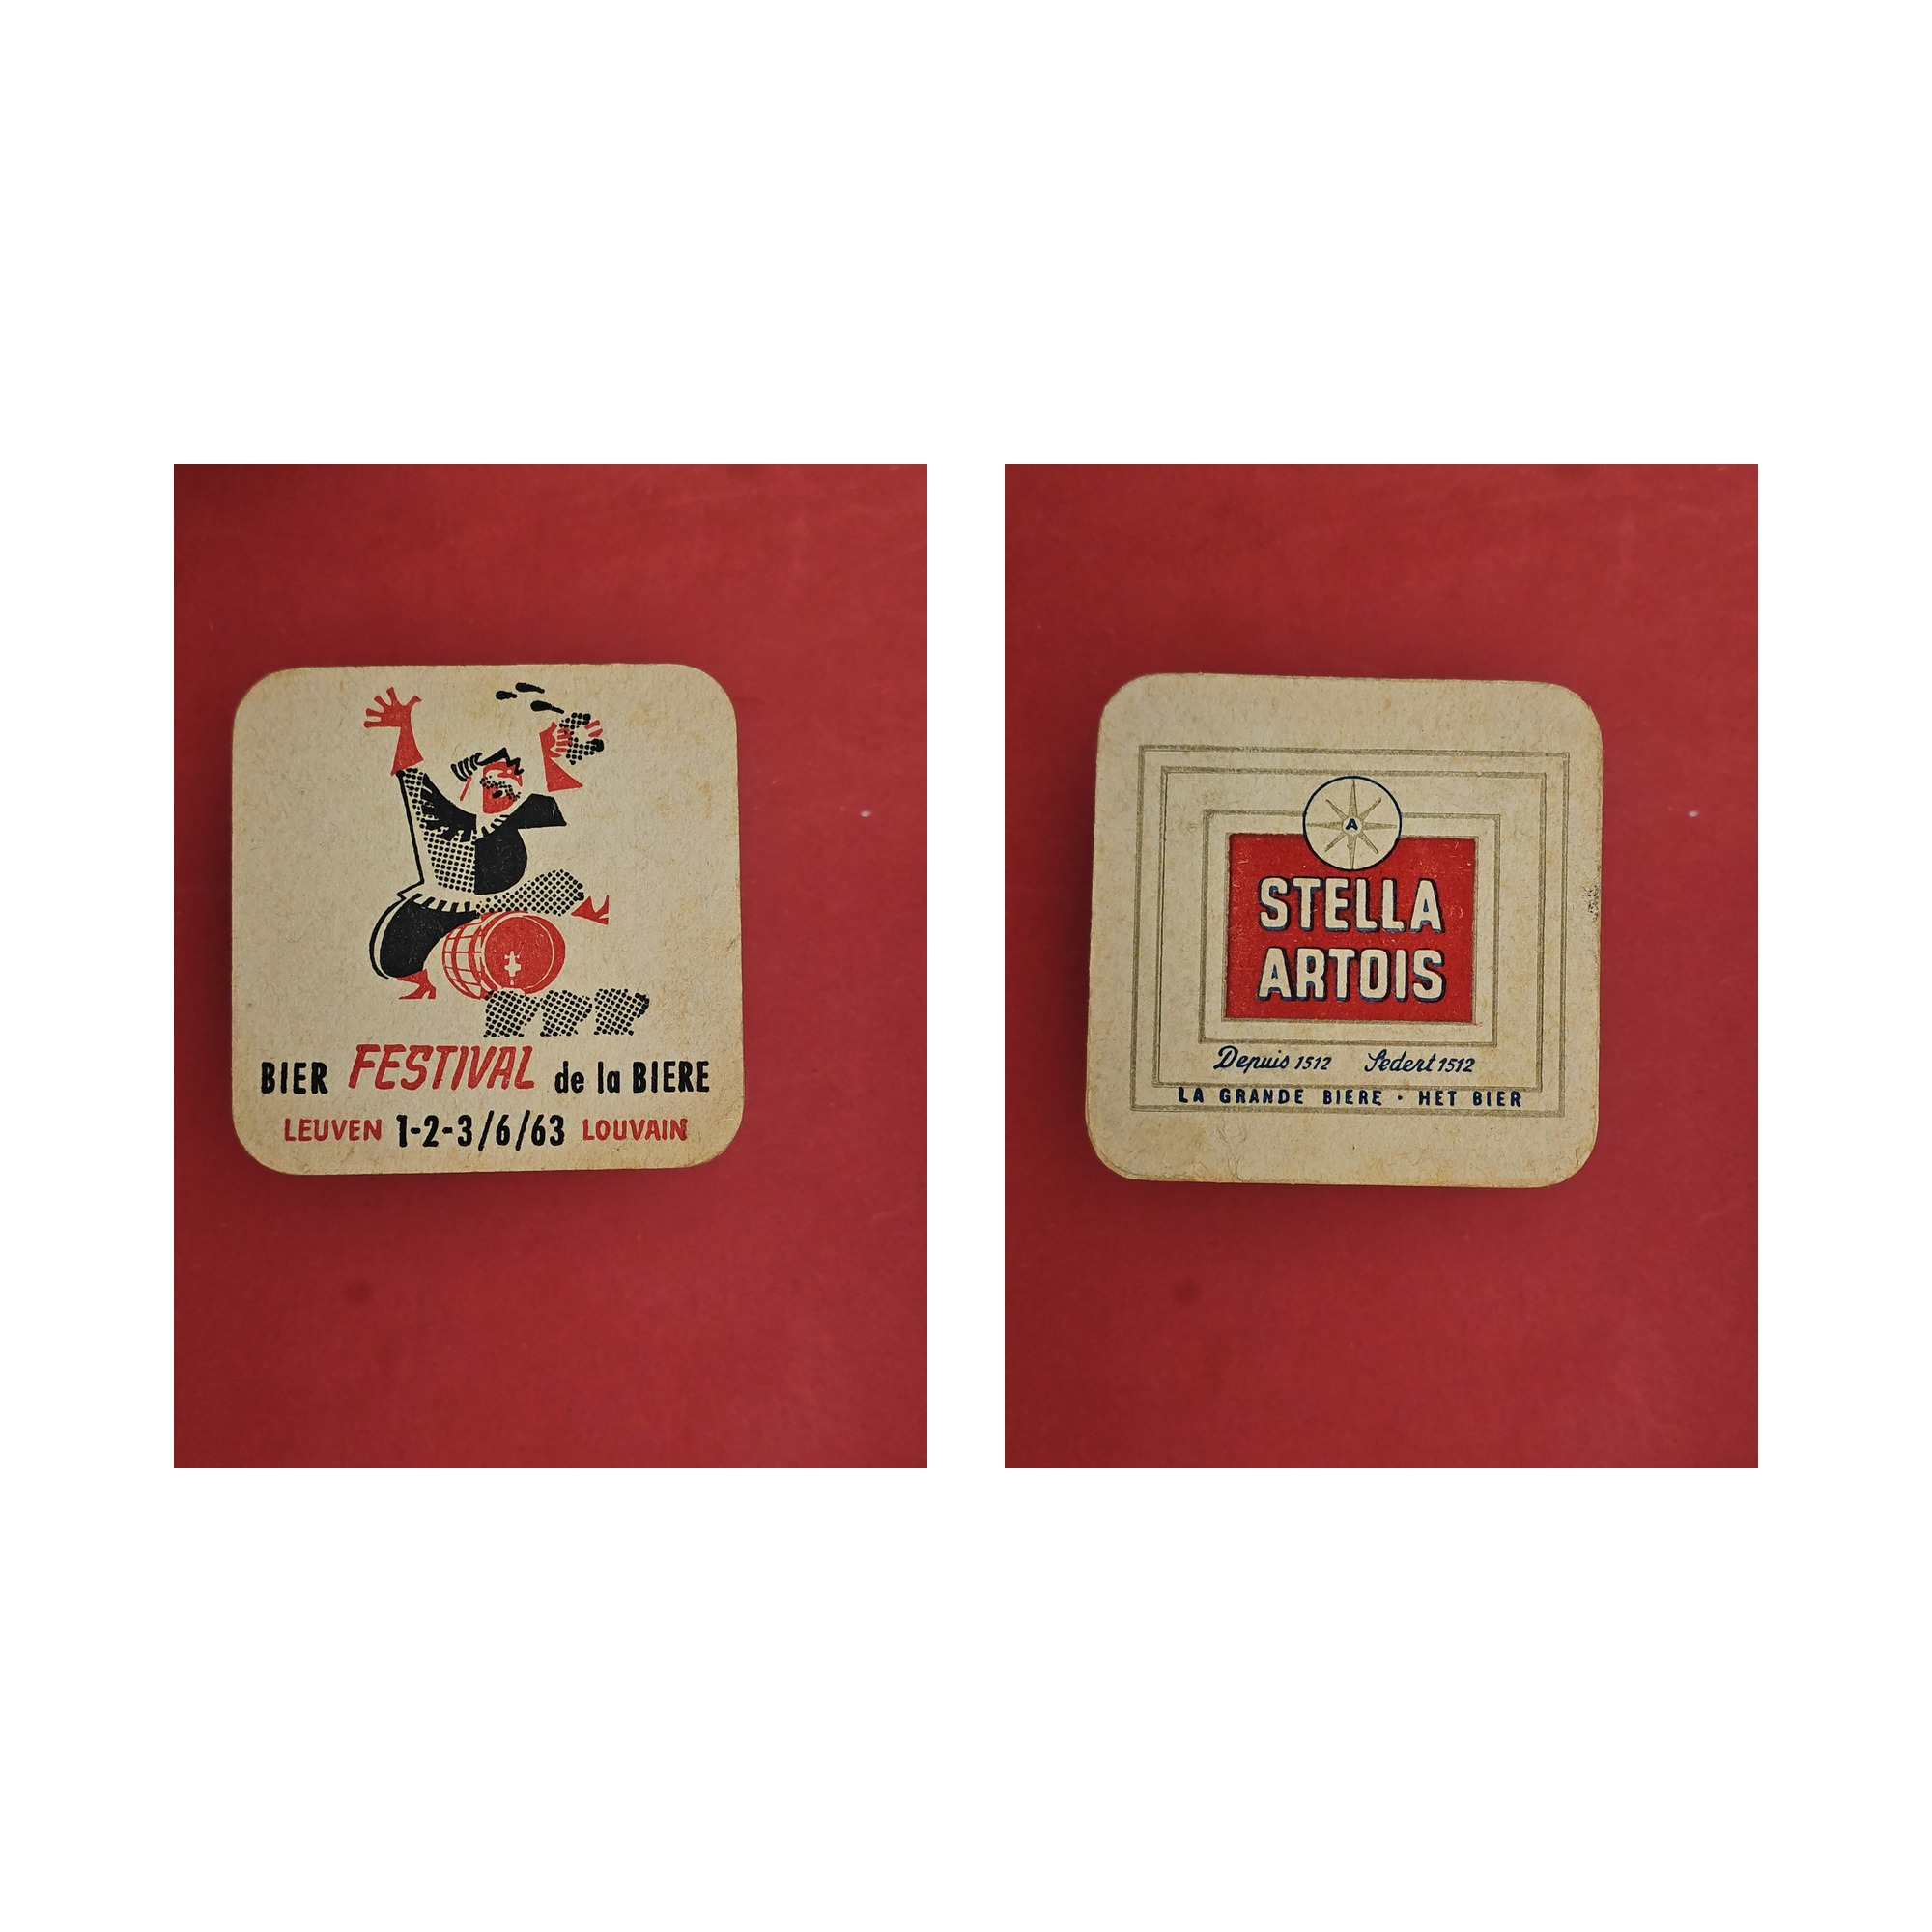 BIER FESTIVAL de la BIERE
LEUVEN 1-2-3/6/63 LOUVAIN
A
STELLA
ARTOIS
Depuis 1512 Sedert 1512
LA GRANDE BIERE · HET BIER